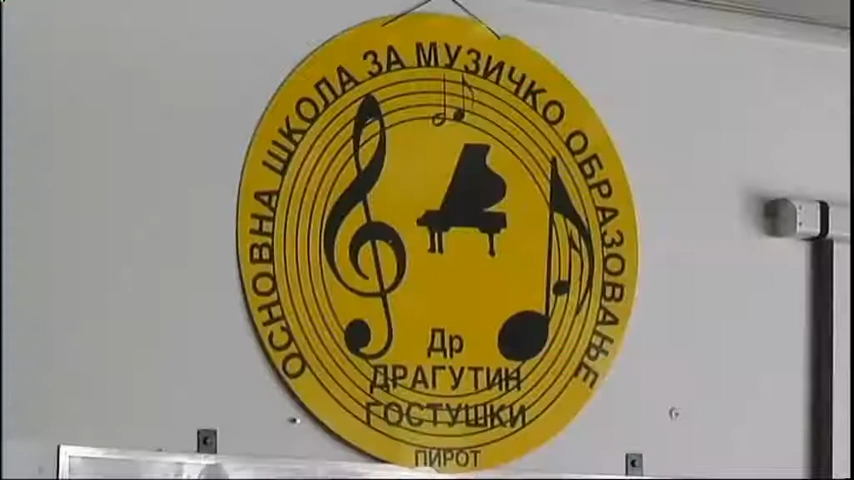 ОСНОВНА ШКОЛА ЗА МУЗИЧКО ОБРАЗОВАЊЕ
Др
ДРАГУТИН
ГОСТУШКИ
ПИРОТ